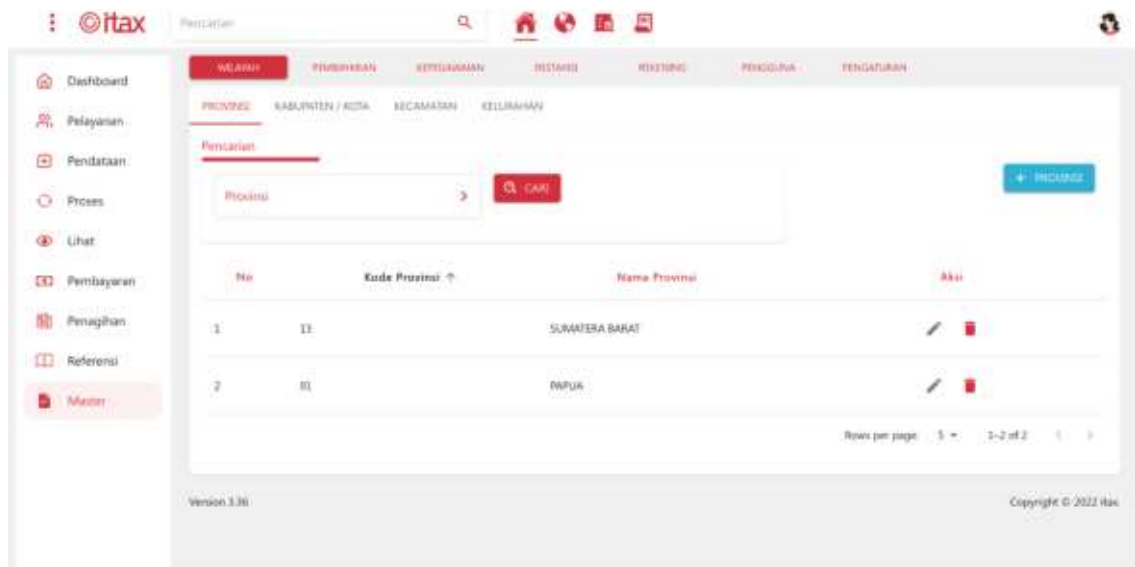 itax
Pencarian
WILAYAH PEMBAYARAN KEPEGAWAIAN INSTANSI REKENING PENGGUNA PENGATURAN
PROVINSI KABUPATEN / KOTA KECAMATAN KELURAHAN
Dashboard
Pelayanan
Pendataan
Proses
Lihat
Pembayaran
Penagihan
Referensi
Master
Pencarian
Provinsi
CARI
+ PROVINSI
No Kode Provinsi ↑ Nama Provinsi Aksi
1 13 SUMATERA BARAT
2 91 PAPUA
Rows per page: 5 1-2 of 2
Version 3.36 Copyright © 2022 itax.